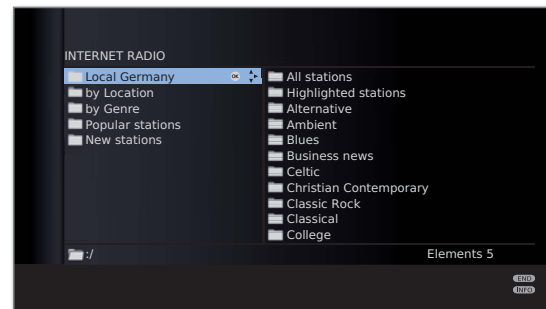 INTERNET RADIO
Local Germany OK
by Location
by Genre
Popular stations
New stations
All stations
Highlighted stations
Alternative
Ambient
Blues
Business news
Celtic
Christian Contemporary
Classic Rock
Classical
College
:/
Elements 5
END
INFO